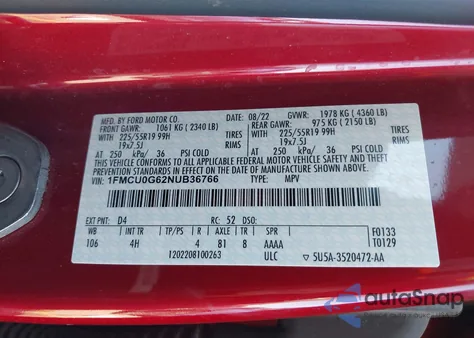 MFD. BY FORD MOTOR CO. 08/22 GVWR: 1978 KG (4360 LB)
FRONT GAWR: 1061 KG (2340 LB) REAR GAWR: 975 KG (2150 LB)
225/55R19 99H TIRES 225/55R19 99H TIRES
19x7.5J RIMS 19x7.5J RIMS
AT 250 kPa/ 36 PSI COLD AT 250 kPa/ 36 PSI COLD
THIS VEHICLE CONFORMS TO ALL APPLICABLE FEDERAL MOTOR VEHICLE SAFETY AND THEFT PREVENTION STANDARDS IN EFFECT ON THE DATE OF MANUFACTURE SHOWN ABOVE.
VIN: 1FMCU0G62NUB36766 TYPE: MPV
EXT PNT: D4 RC: 52 DSO:
WB INT TR TP/PS R AXLE TR SPR F0133
106 4H 4 81 8 AAAA T0129
1202208100263 ULC 5U5A-3520472-AA
autoSnap